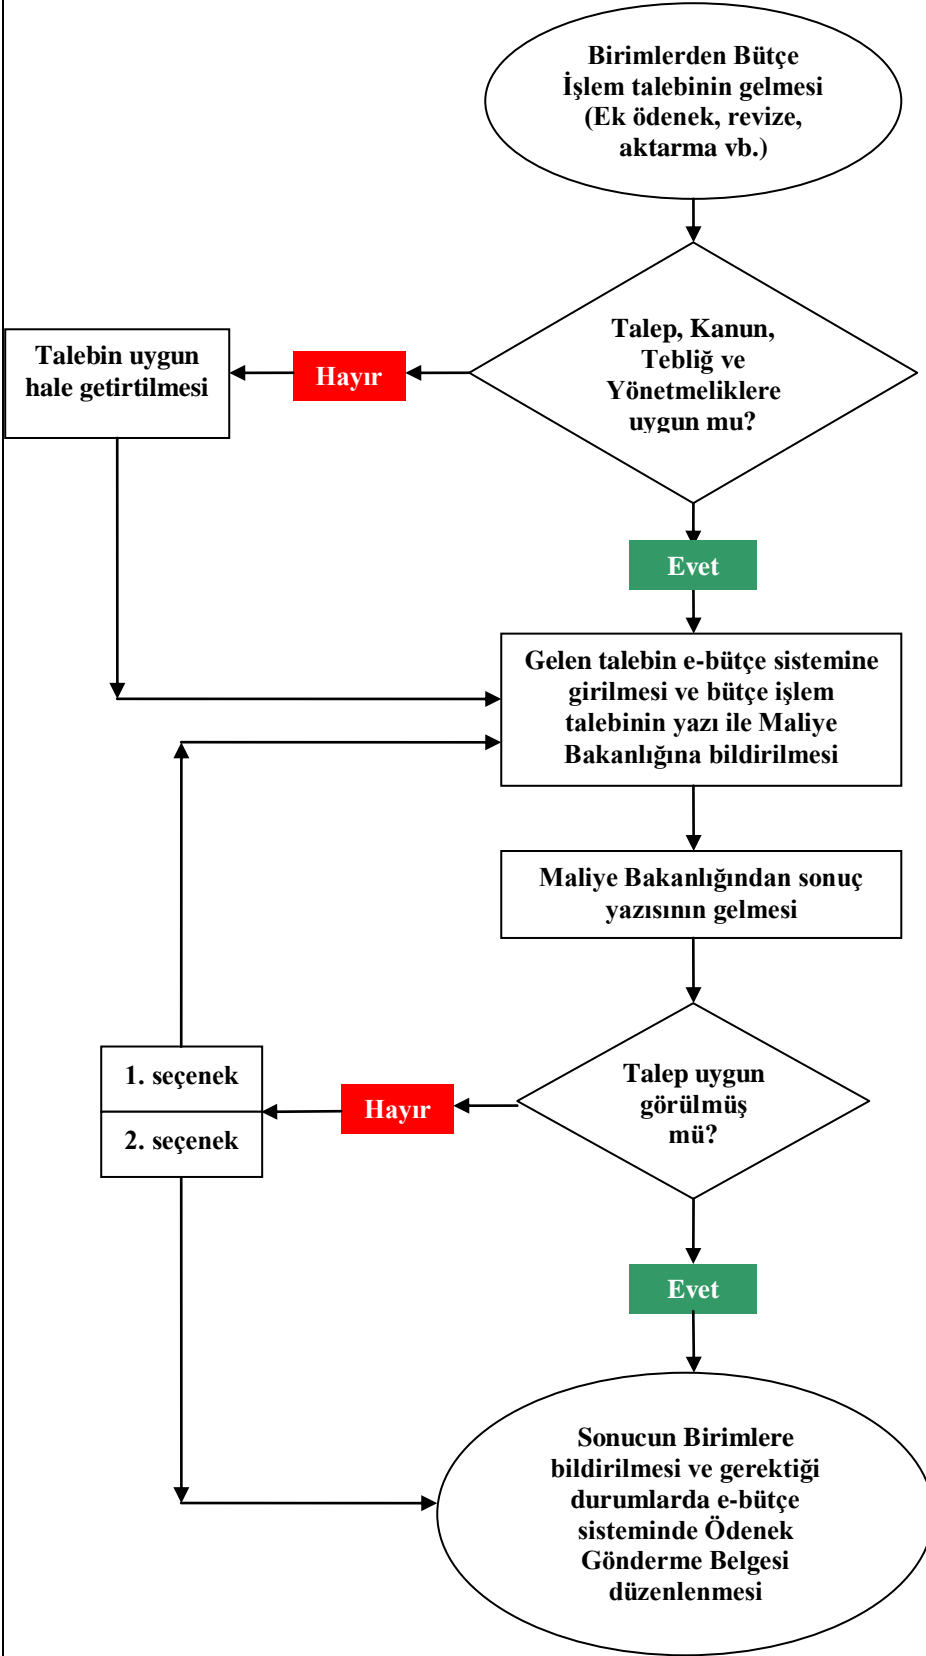 Birimlerden Bütçe
İşlem talebinin gelmesi
(Ek ödenek, revize,
aktarma vb.)
Talep, Kanun,
Tebliğ ve
Yönetmeliklere
uygun mu?
Hayır
Talebin uygun
hale getirtilmesi
Evet
Gelen talebin e-bütçe sistemine
girilmesi ve bütçe işlem
talebinin yazı ile Maliye
Bakanlığına bildirilmesi
Maliye Bakanlığından sonuç
yazısının gelmesi
Talep uygun
görülmüş
mü?
Hayır
1. seçenek
2. seçenek
Evet
Sonucun Birimlere
bildirilmesi ve gerektiği
durumlarda e-bütçe
sisteminde Ödenek
Gönderme Belgesi
düzenlenmesi